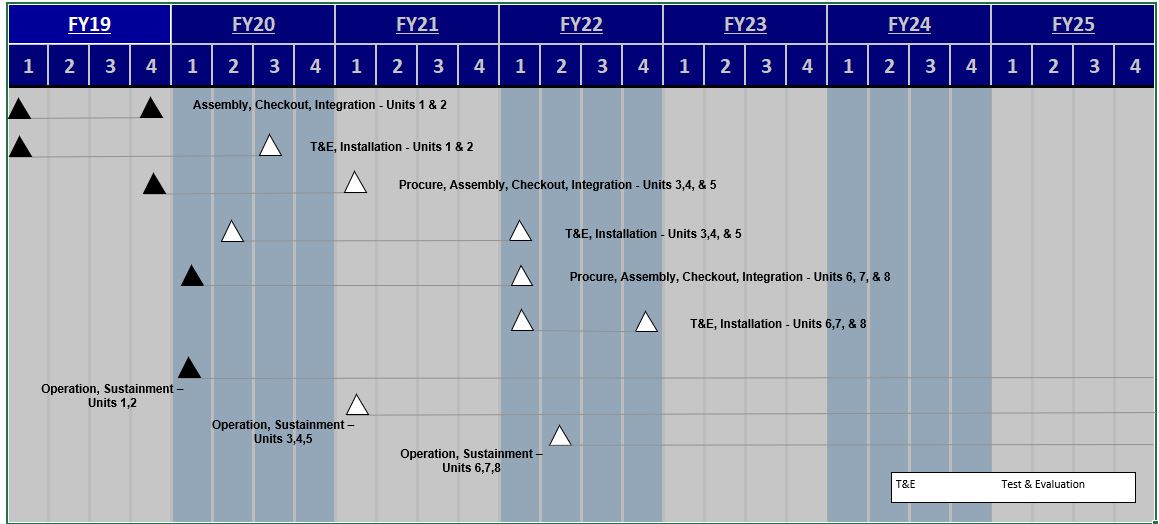 FY19 FY20 FY21 FY22 FY23 FY24 FY25
1 2 3 4 1 2 3 4 1 2 3 4 1 2 3 4 1 2 3 4 1 2 3 4 1 2 3 4
Assembly, Checkout, Integration - Units 1 & 2
T&E, Installation - Units 1 & 2
Procure, Assembly, Checkout, Integration - Units 3,4, & 5
T&E, Installation - Units 3,4, & 5
Procure, Assembly, Checkout, Integration - Units 6, 7, & 8
T&E, Installation - Units 6,7, & 8
Operation, Sustainment –
Units 1,2
Operation, Sustainment –
Units 3,4,5
Operation, Sustainment –
Units 6,7,8
T&E Test & Evaluation